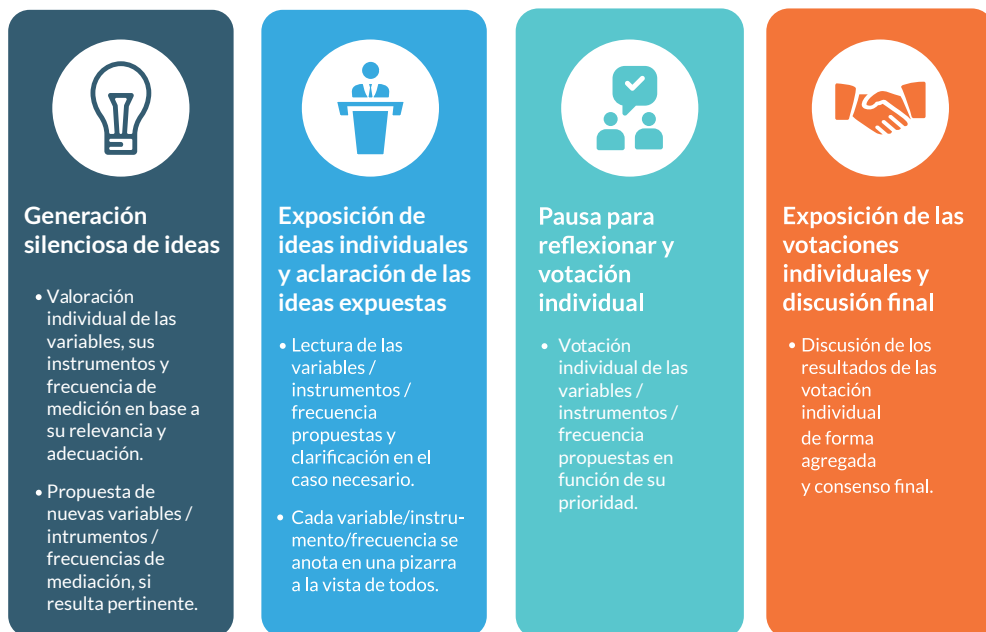 Generación
silenciosa de ideas
• Valoración
individual de las
variables, sus
instrumentos y
frecuencia de
medición en base a
su relevancia y
adecuación.
• Propuesta de
nuevas variables /
intrumentos /
frecuencias de
mediación, si
resulta pertinente.
Exposición de
ideas individuales
y aclaración de las
ideas expuestas
• Lectura de las
variables /
instrumentos /
frecuencia
propuestas y
clarificación en el
caso necesario.
• Cada variable/instru-
mento/frecuencia se
anota en una pizarra
a la vista de todos.
Pausa para
reflexionar y
votación
individual
• Votación
individual de las
variables /
instrumentos /
frecuencia
propuestas en
función de su
prioridad.
Exposición de las
votaciones
individuales y
discusión final
• Discusión de los
resultados de las
votación
individual
de forma
agregada
y consenso final.